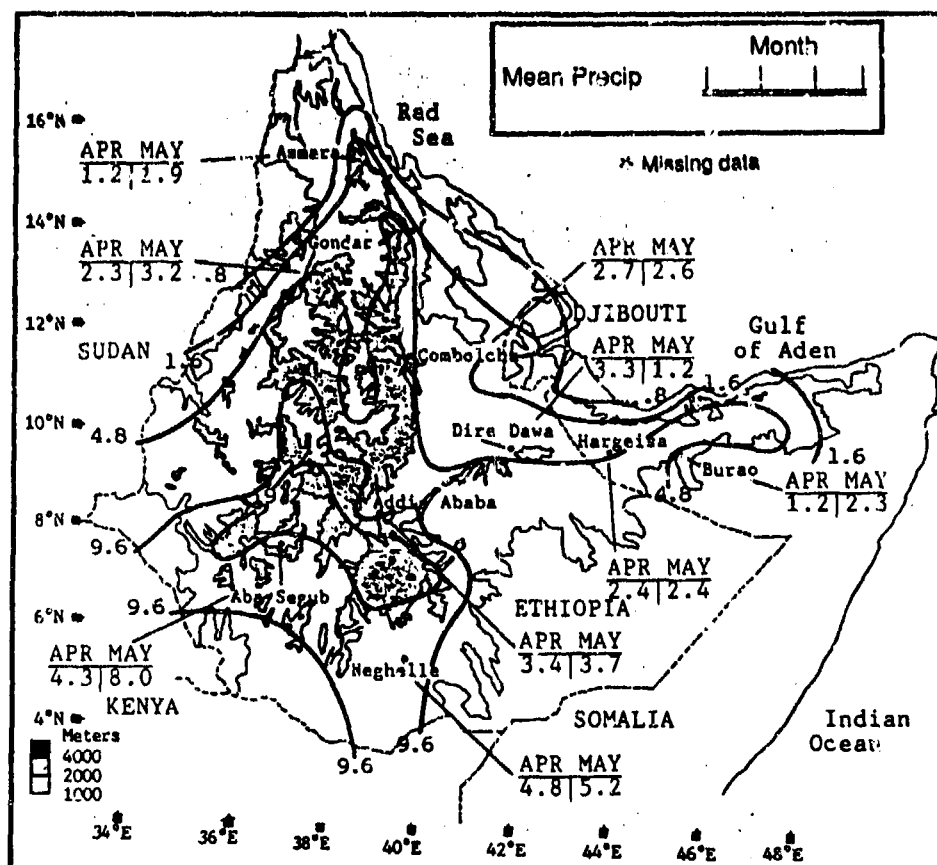 Month
Mean Precip
* Missing data
16°N
14°N
12°N
10°N
8°N
6°N
4°N
Red
Sea
Asmara
APR MAY
1.2|1.9
Gondar
APR MAY
2.3|3.2
.8
APR MAY
2.7|2.6
DJIBOUTI
SUDAN
1.6
Combolcha
APR MAY
3.3|1.2
Gulf
of Aden
.8
1.6
4.8
Dire Dawa
Hargeisa
1.6
Burao
4.8
APR MAY
1.2|2.3
Addis Ababa
9.6
APR MAY
2.4|2.4
9.6
Aba Segub
ETHIOPIA
APR MAY
3.4|3.7
APR MAY
4.3|8.0
Neghelle
KENYA
SOMALIA
Indian
Ocean
9.6
9.6
APR MAY
4.8|5.2
Meters
4000
2000
1000
34°E
36°E
38°E
40°E
42°E
44°E
46°E
48°E